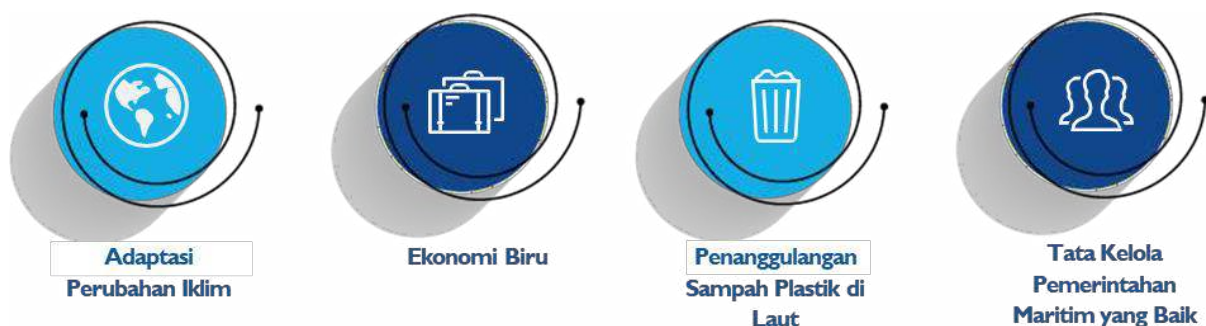 Adaptasi
Perubahan Iklim
Ekonomi Biru
Penanggulangan
Sampah Plastik di
Laut
Tata Kelola
Pemerintahan
Maritim yang Baik